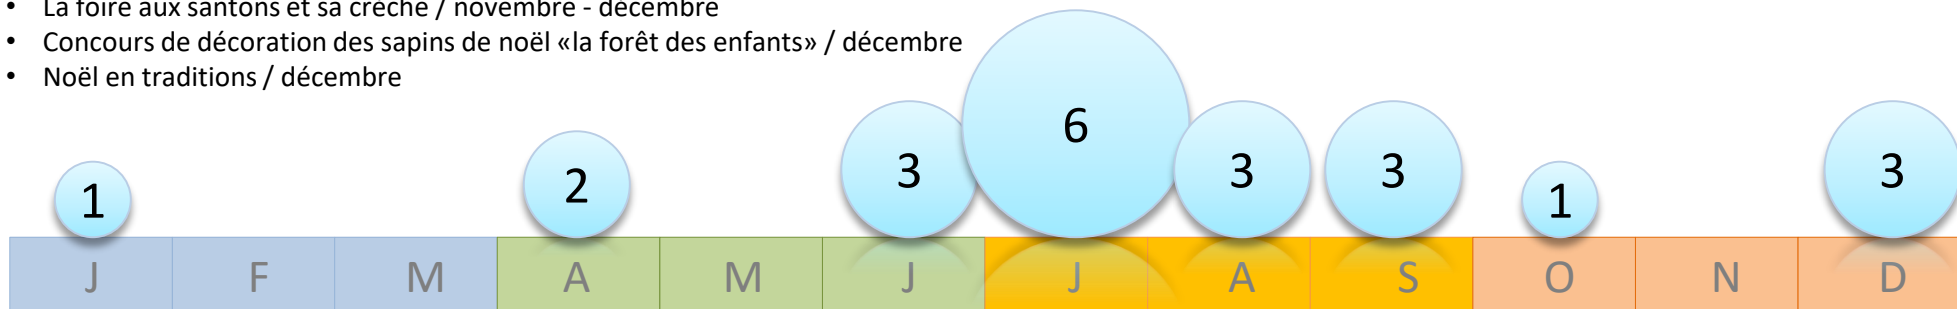 • La foire aux santons et sa crèche / novembre - décembre
• Concours de décoration des sapins de noël «la forêt des enfants» / décembre
• Noël en traditions / décembre
6
3 3 3 3
2
1 1
J F M A M J J A S O N D